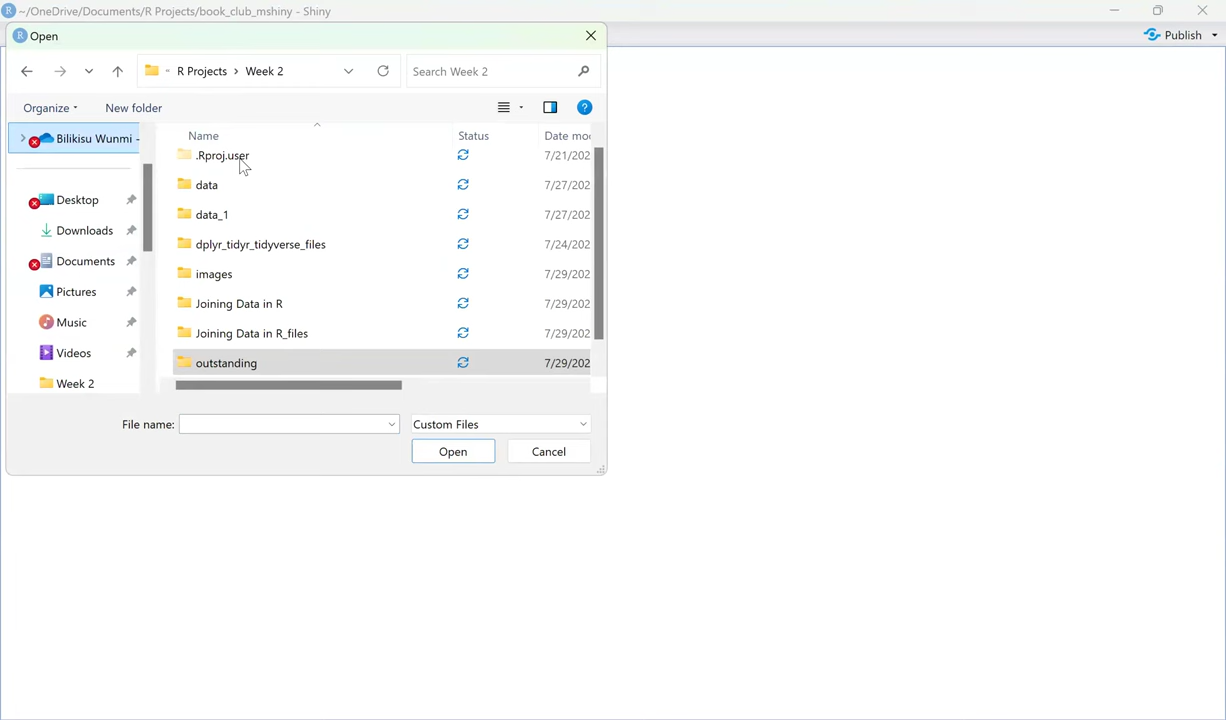 R ~/OneDrive/Documents/R Projects/book_club_mshiny - Shiny
Publish
R Open
R Projects > Week 2
Search Week 2
Organize
New folder
?
Bilikisu Wunmi -
Desktop
Downloads
Documents
Pictures
Music
Videos
Week 2
Name Status Date mo
.Rproj.user 7/21/202
data 7/27/202
data_1 7/27/202
dplyr_tidyr_tidyverse_files 7/24/202
images 7/29/202
Joining Data in R 7/29/202
Joining Data in R_files 7/29/202
outstanding 7/29/202
File name: Custom Files
Open Cancel